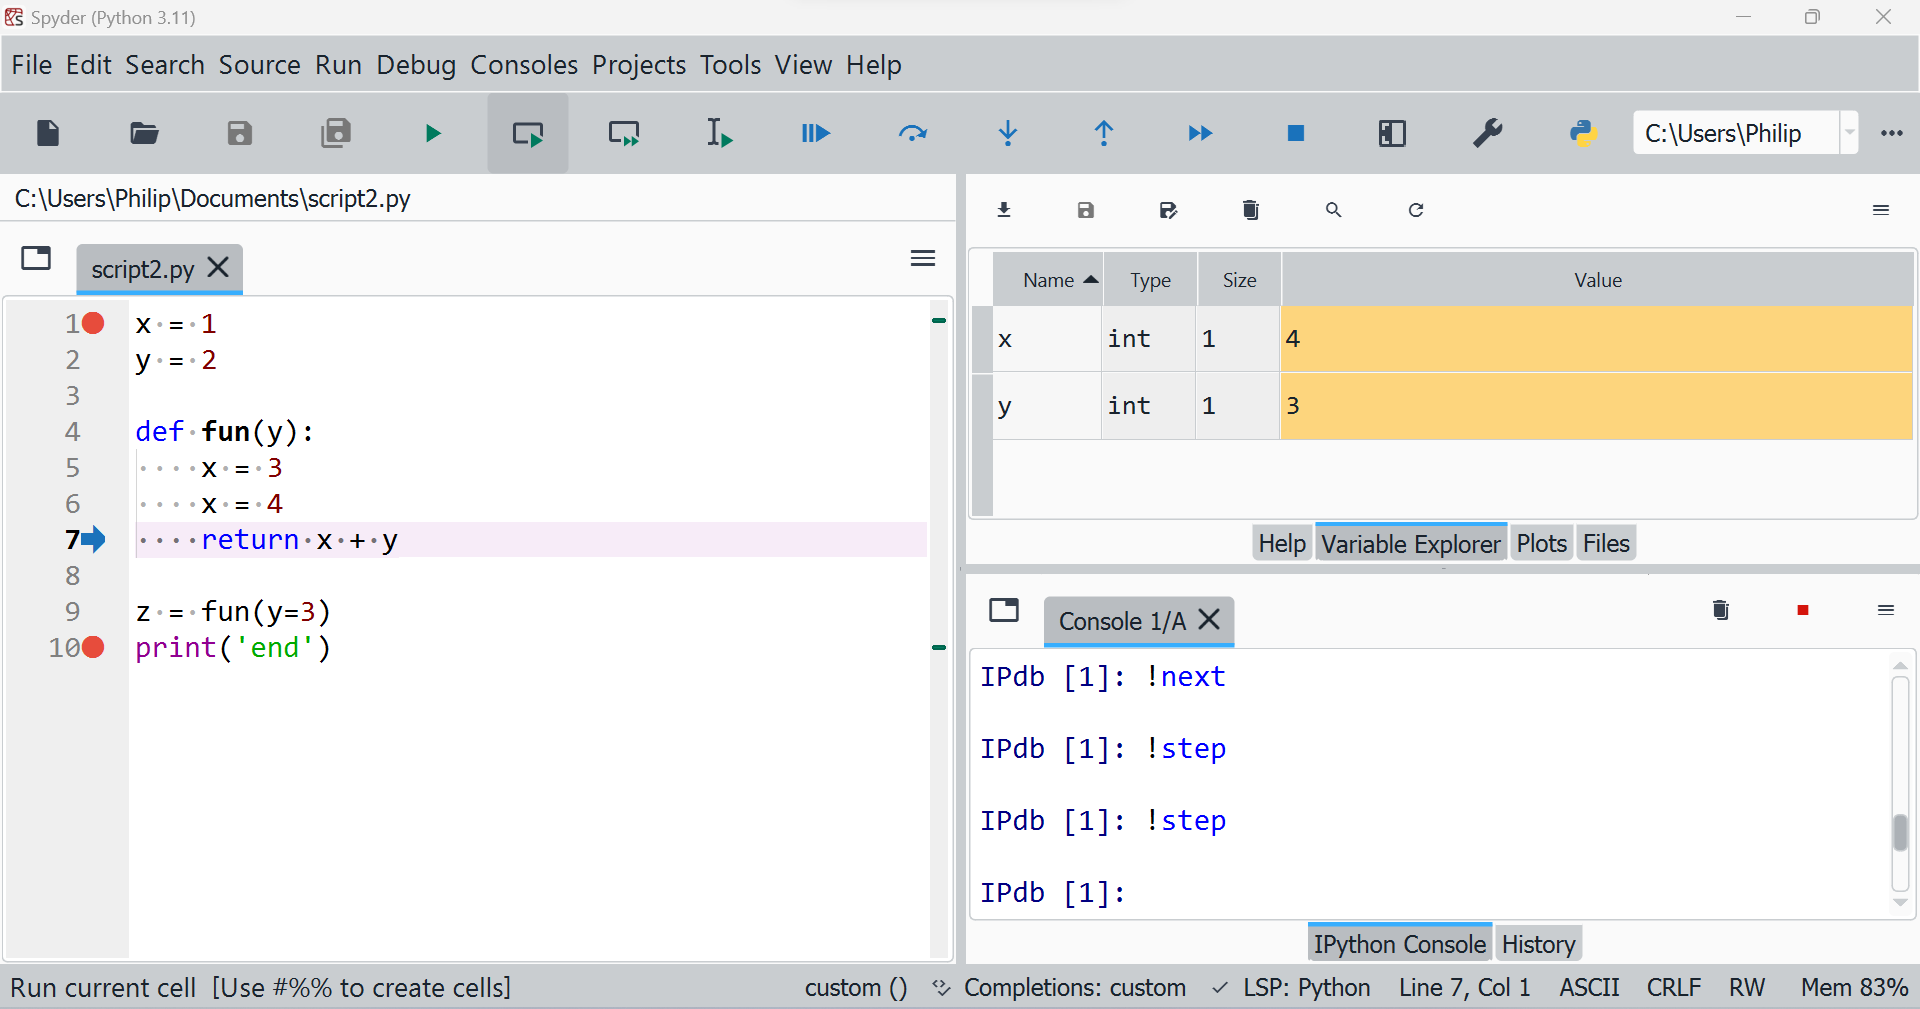 Spyder (Python 3.11)
File Edit Search Source Run Debug Consoles Projects Tools View Help
C:\Users\Philip
C:\Users\Philip\Documents\script2.py
script2.py
1 x = 1
2 y = 2
3
4 def fun(y):
5 x = 3
6 x = 4
7 return x + y
8
9 z = fun(y=3)
10 print('end')
Name Type Size Value
x int 1 4
y int 1 3
Help Variable Explorer Plots Files
Console 1/A
IPdb [1]: !next
IPdb [1]: !step
IPdb [1]: !step
IPdb [1]:
IPython Console History
Run current cell [Use #%% to create cells] custom () Completions: custom LSP: Python Line 7, Col 1 ASCII CRLF RW Mem 83%